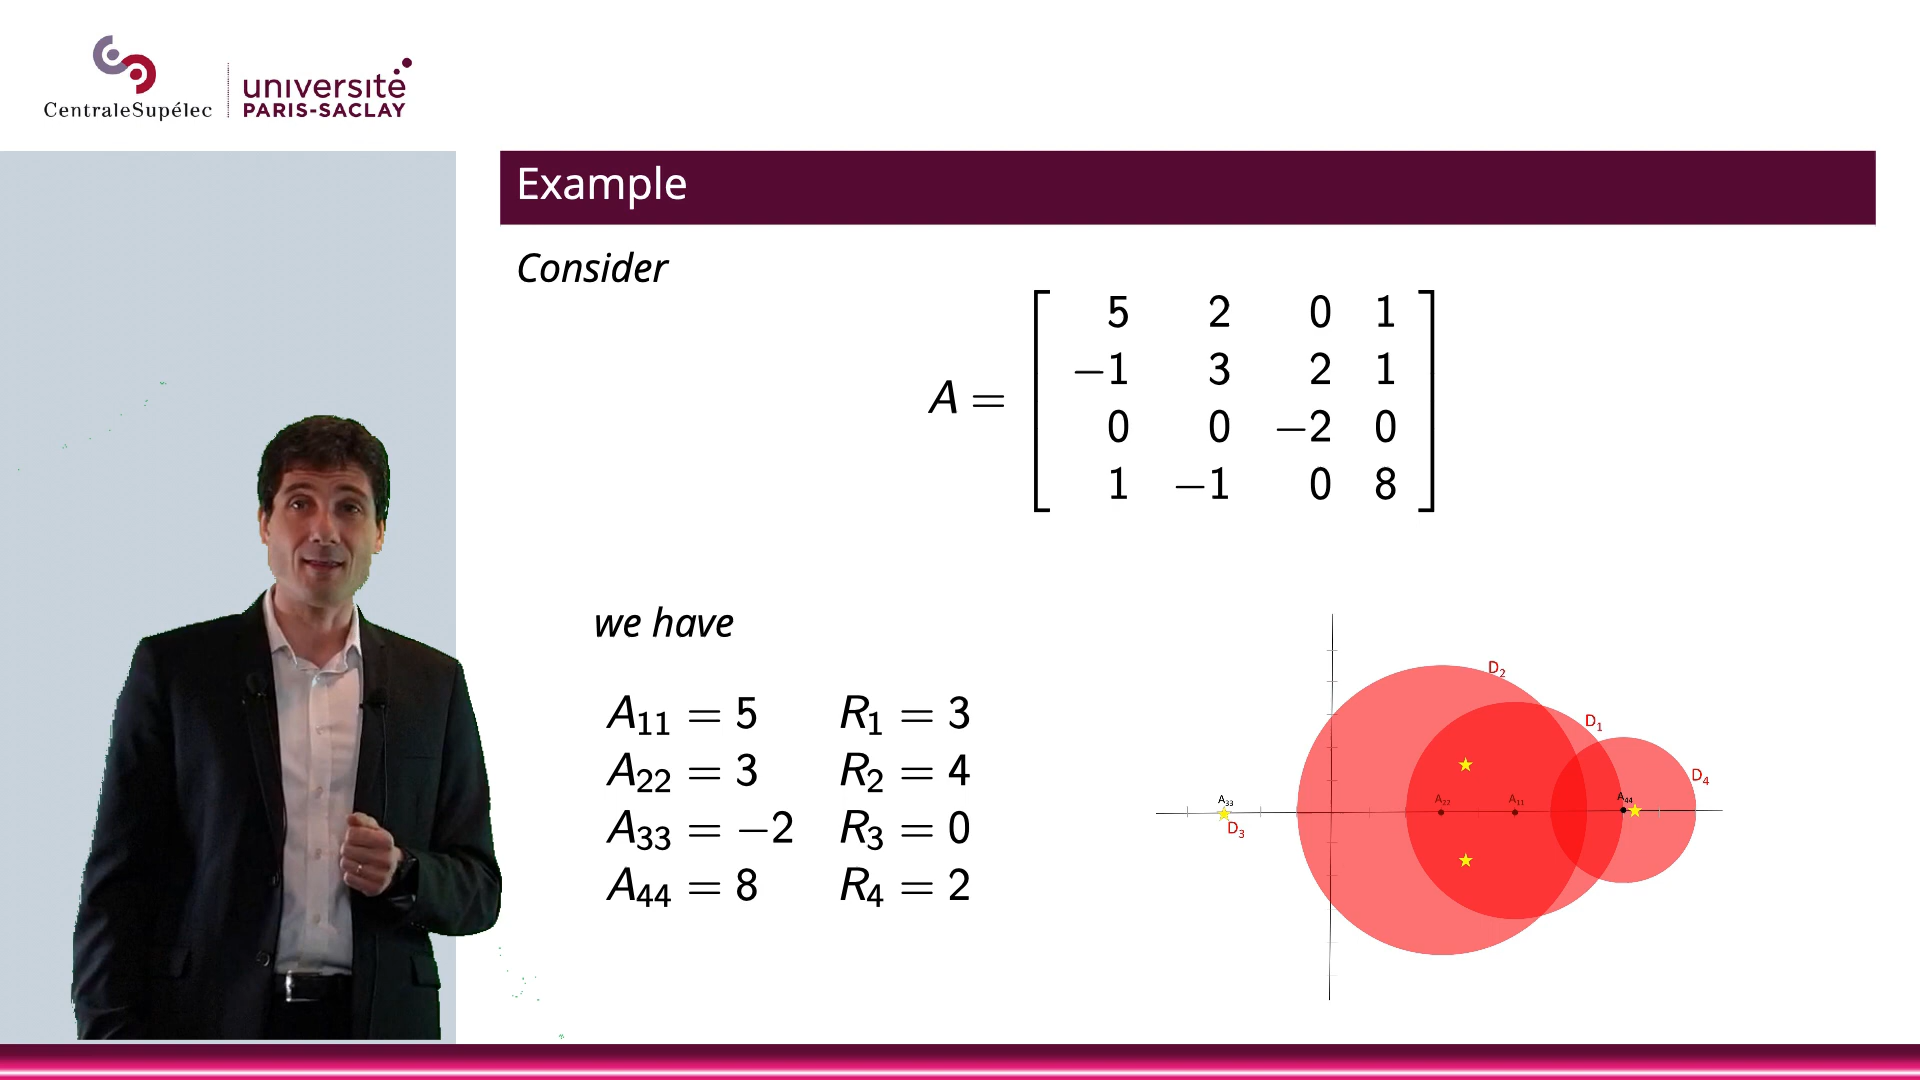 CentraleSupélec
université
PARIS-SACLAY
Example
Consider
A =
5 2 0 1
−1 3 2 1
0 0 −2 0
1 −1 0 8
we have
A11 = 5 R1 = 3
A22 = 3 R2 = 4
A33 = −2 R3 = 0
A44 = 8 R4 = 2
D2
D1
D4
A33
A22
A11
A44
D3